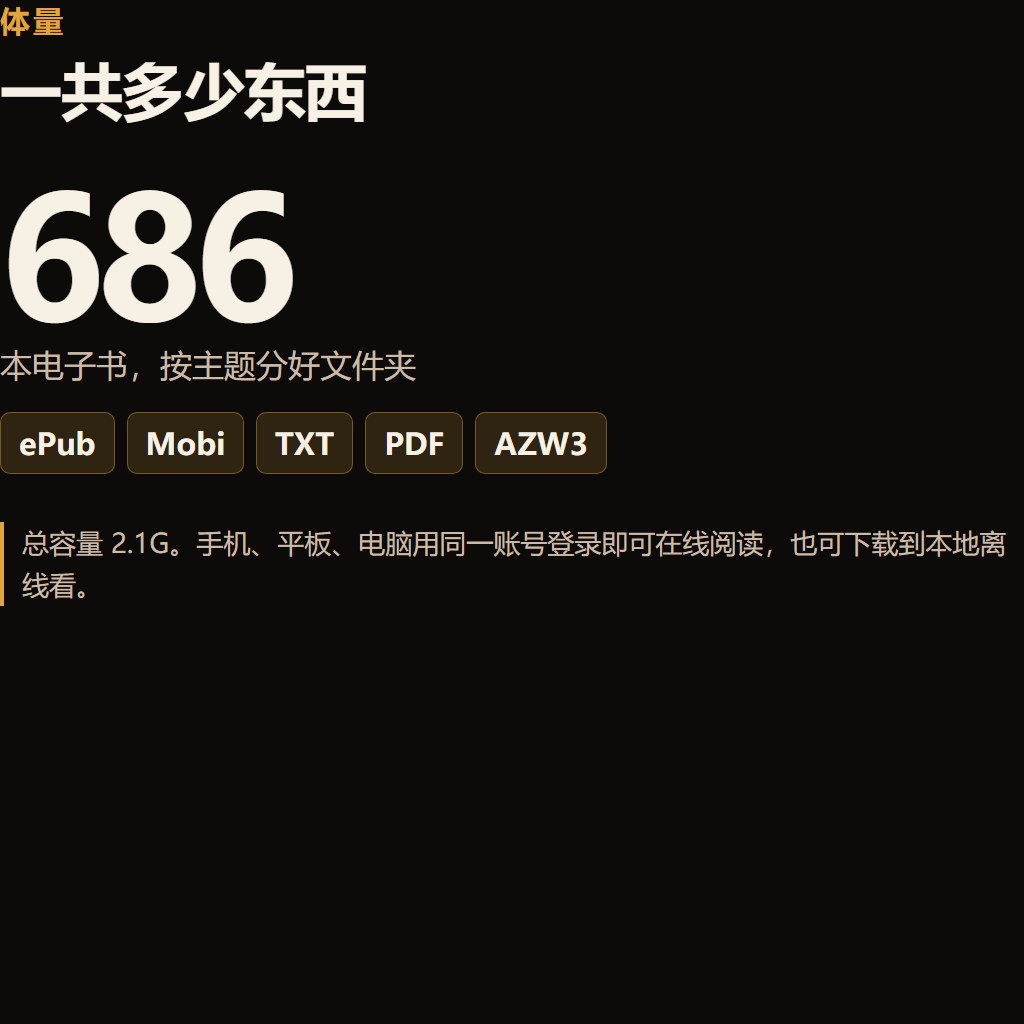 体量
一共多少东西
686
本电子书，按主题分好文件夹
ePub Mobi TXT PDF AZW3
总容量 2.1G。手机、平板、电脑用同一账号登录即可在线阅读，也可下载到本地离
线看。